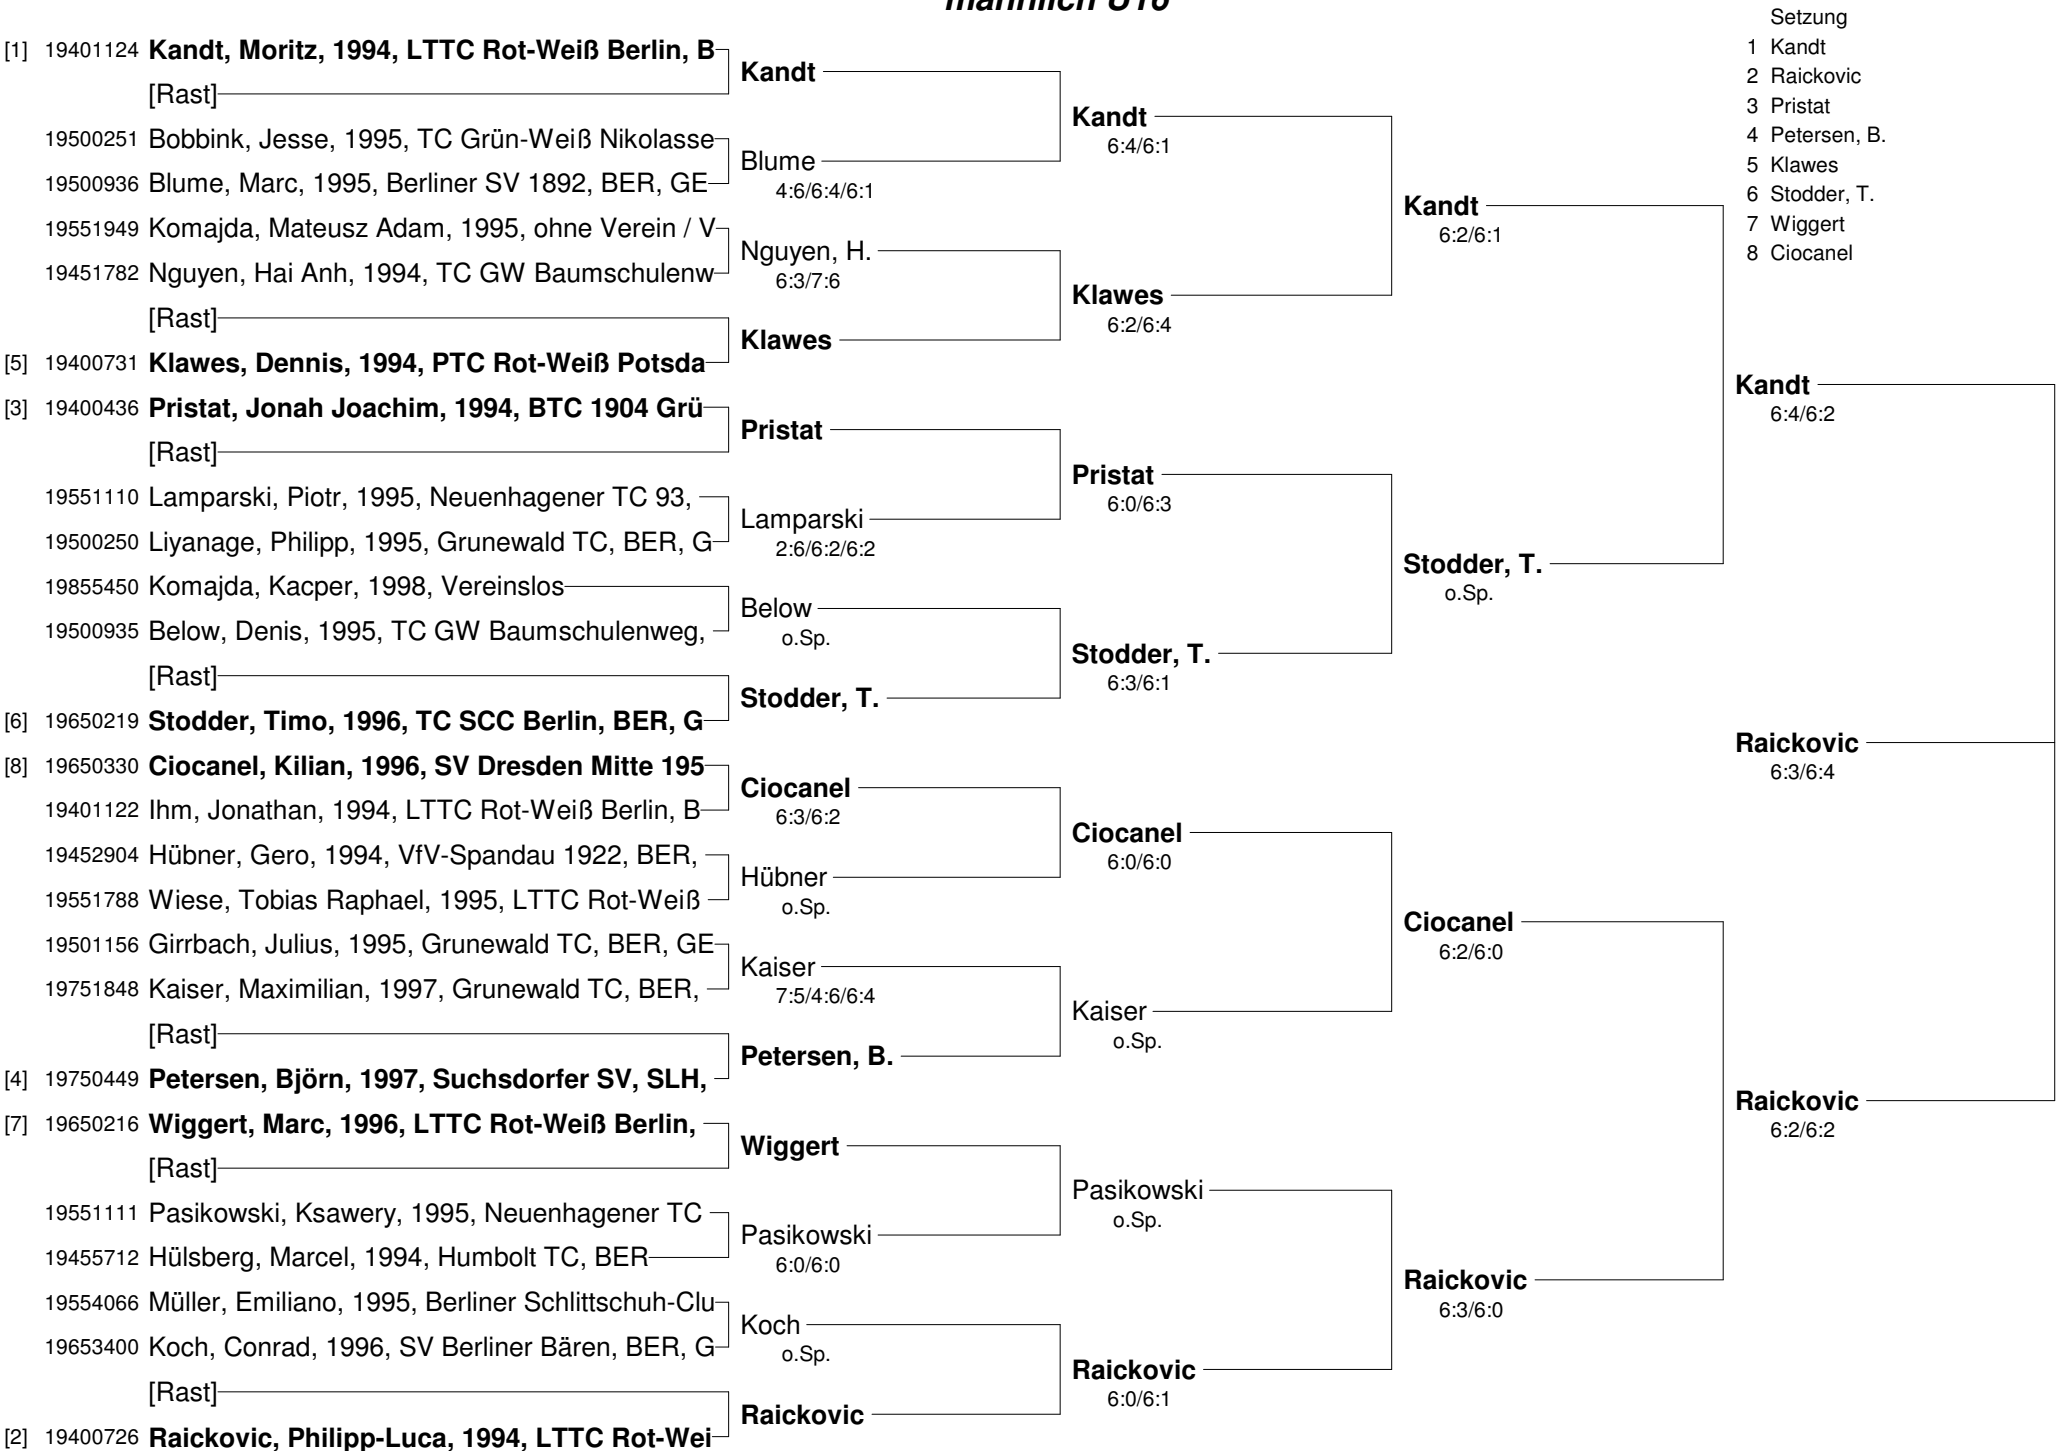 männlich U16
Setzung
1 Kandt
2 Raickovic
3 Pristat
4 Petersen, B.
5 Klawes
6 Stodder, T.
7 Wiggert
8 Ciocanel
[1] 19401124 Kandt, Moritz, 1994, LTTC Rot-Weiß Berlin, B
[Rast]
19500251 Bobbink, Jesse, 1995, TC Grün-Weiß Nikolasse
19500936 Blume, Marc, 1995, Berliner SV 1892, BER, GE
19551949 Komajda, Mateusz Adam, 1995, ohne Verein / V
19451782 Nguyen, Hai Anh, 1994, TC GW Baumschulenw
[Rast]
[5] 19400731 Klawes, Dennis, 1994, PTC Rot-Weiß Potsda
[3] 19400436 Pristat, Jonah Joachim, 1994, BTC 1904 Grü
[Rast]
19551110 Lamparski, Piotr, 1995, Neuenhagener TC 93,
19500250 Liyanage, Philipp, 1995, Grunewald TC, BER, G
19855450 Komajda, Kacper, 1998, Vereinslos
19500935 Below, Denis, 1995, TC GW Baumschulenweg,
[Rast]
[6] 19650219 Stodder, Timo, 1996, TC SCC Berlin, BER, G
[8] 19650330 Ciocanel, Kilian, 1996, SV Dresden Mitte 195
19401122 Ihm, Jonathan, 1994, LTTC Rot-Weiß Berlin, B
19452904 Hübner, Gero, 1994, VfV-Spandau 1922, BER,
19551788 Wiese, Tobias Raphael, 1995, LTTC Rot-Weiß
19501156 Girrbach, Julius, 1995, Grunewald TC, BER, GE
19751848 Kaiser, Maximilian, 1997, Grunewald TC, BER,
[Rast]
[4] 19750449 Petersen, Björn, 1997, Suchsdorfer SV, SLH,
[7] 19650216 Wiggert, Marc, 1996, LTTC Rot-Weiß Berlin,
[Rast]
19551111 Pasikowski, Ksawery, 1995, Neuenhagener TC
19455712 Hülsberg, Marcel, 1994, Humbolt TC, BER
19554066 Müller, Emiliano, 1995, Berliner Schlittschuh-Clu
19653400 Koch, Conrad, 1996, SV Berliner Bären, BER, G
[Rast]
[2] 19400726 Raickovic, Philipp-Luca, 1994, LTTC Rot-Wei
Kandt
Blume
4:6/6:4/6:1
Nguyen, H.
6:3/7:6
Klawes
Pristat
Lamparski
2:6/6:2/6:2
Below
o.Sp.
Stodder, T.
Ciocanel
6:3/6:2
Hübner
o.Sp.
Kaiser
7:5/4:6/6:4
Petersen, B.
Wiggert
Pasikowski
6:0/6:0
Koch
o.Sp.
Raickovic
Kandt
6:4/6:1
Klawes
6:2/6:4
Pristat
6:0/6:3
Stodder, T.
6:3/6:1
Ciocanel
6:0/6:0
Kaiser
o.Sp.
Pasikowski
o.Sp.
Raickovic
6:0/6:1
Kandt
6:2/6:1
Stodder, T.
o.Sp.
Ciocanel
6:2/6:0
Raickovic
6:3/6:0
Kandt
6:4/6:2
Raickovic
6:3/6:4
Raickovic
6:2/6:2